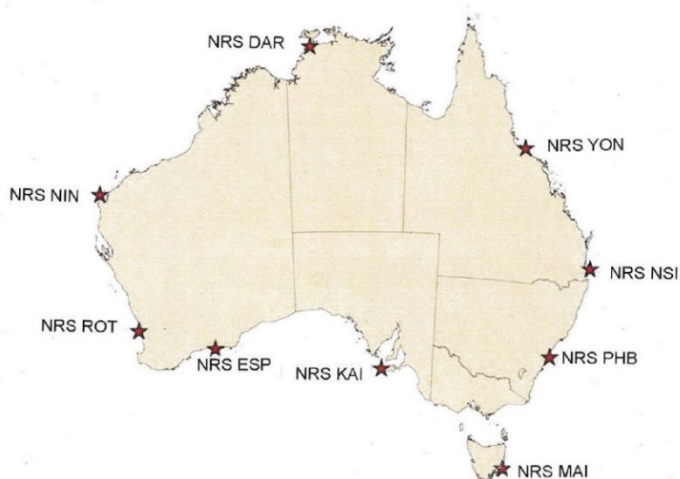 NRS DAR
NRS YON
NRS NIN
NRS NSI
NRS ROT
NRS ESP
NRS KAI
NRS PHB
NRS MAI